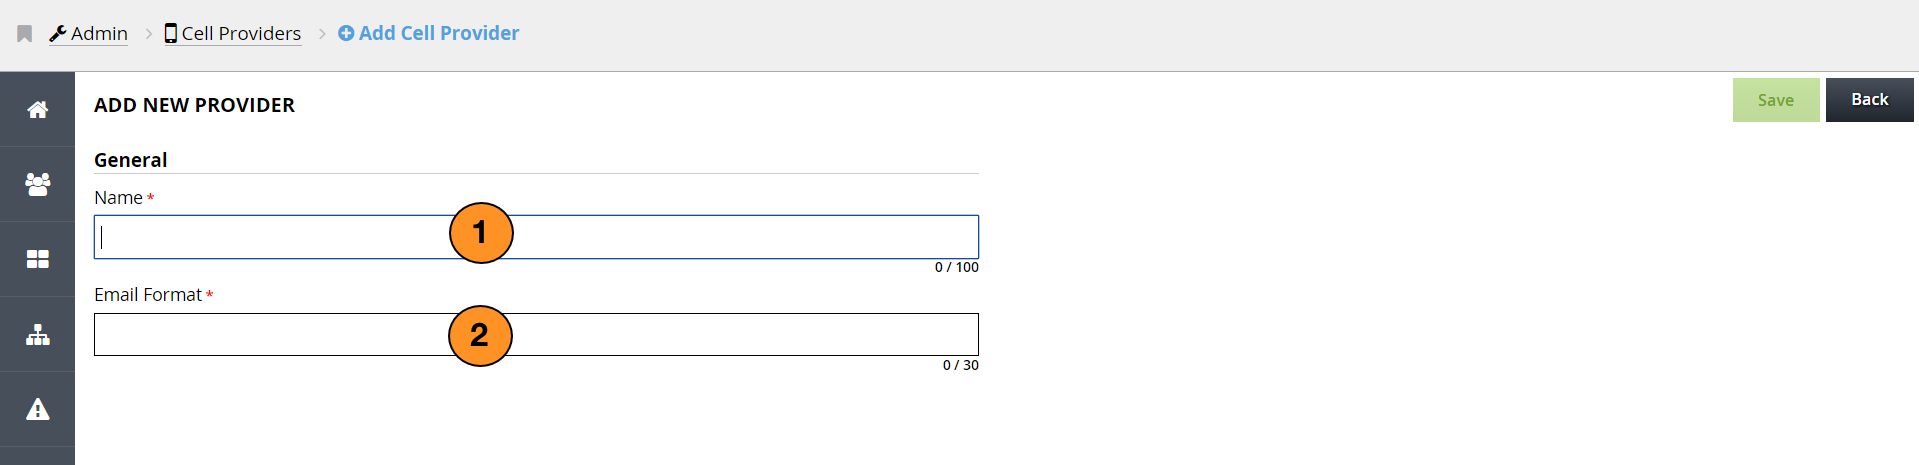 Admin > Cell Providers > Add Cell Provider
ADD NEW PROVIDER
Save Back
General
Name *
1
0 / 100
Email Format *
2
0 / 30